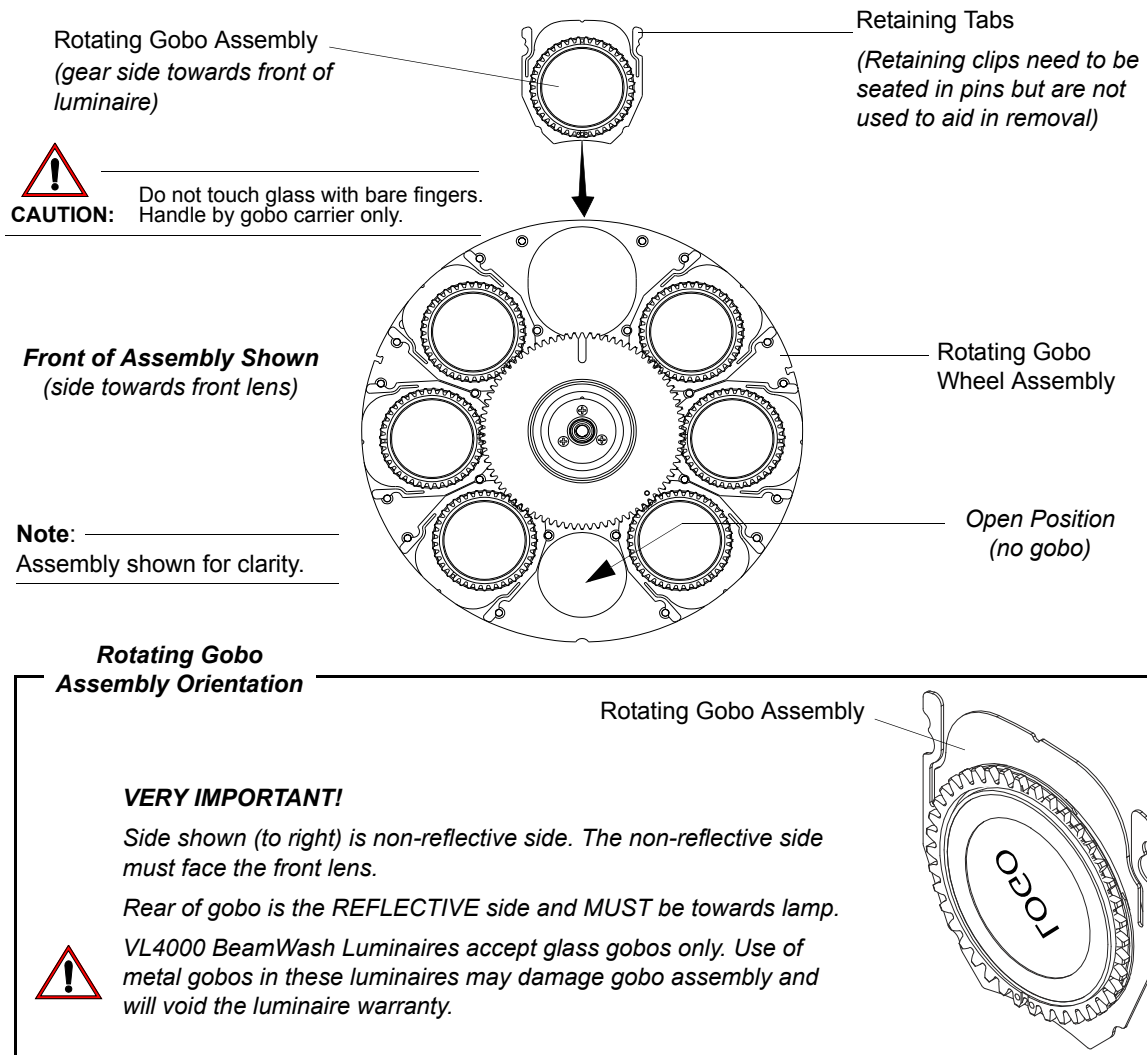 Rotating Gobo Assembly
(gear side towards front of
luminaire)
Retaining Tabs
(Retaining clips need to be
seated in pins but are not
used to aid in removal)
CAUTION:
Do not touch glass with bare fingers.
Handle by gobo carrier only.
Front of Assembly Shown
(side towards front lens)
Rotating Gobo
Wheel Assembly
Note:
Assembly shown for clarity.
Open Position
(no gobo)
Rotating Gobo
Assembly Orientation
Rotating Gobo Assembly
VERY IMPORTANT!
Side shown (to right) is non-reflective side. The non-reflective side
must face the front lens.
Rear of gobo is the REFLECTIVE side and MUST be towards lamp.
VL4000 BeamWash Luminaires accept glass gobos only. Use of
metal gobos in these luminaires may damage gobo assembly and
will void the luminaire warranty.
LOGO